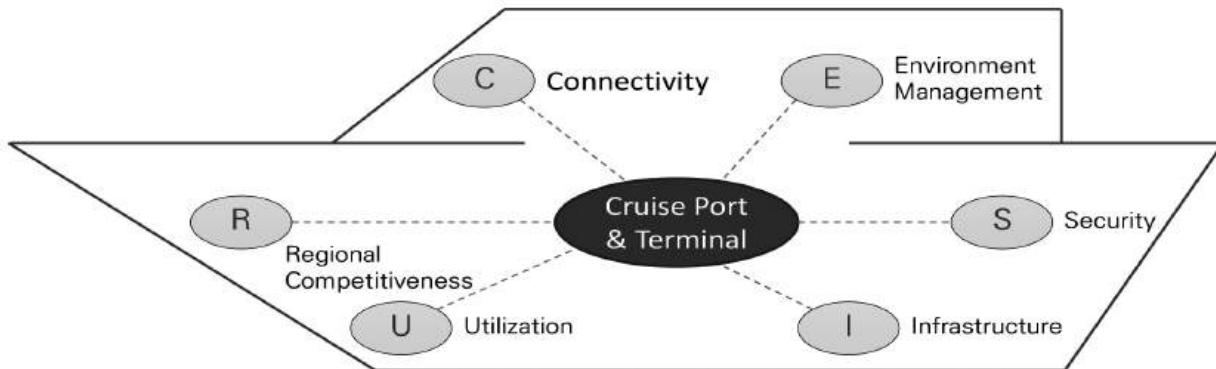 C Connectivity
E Environment
Management
R
Regional
Competitiveness
Cruise Port
& Terminal
S Security
U Utilization
I Infrastructure